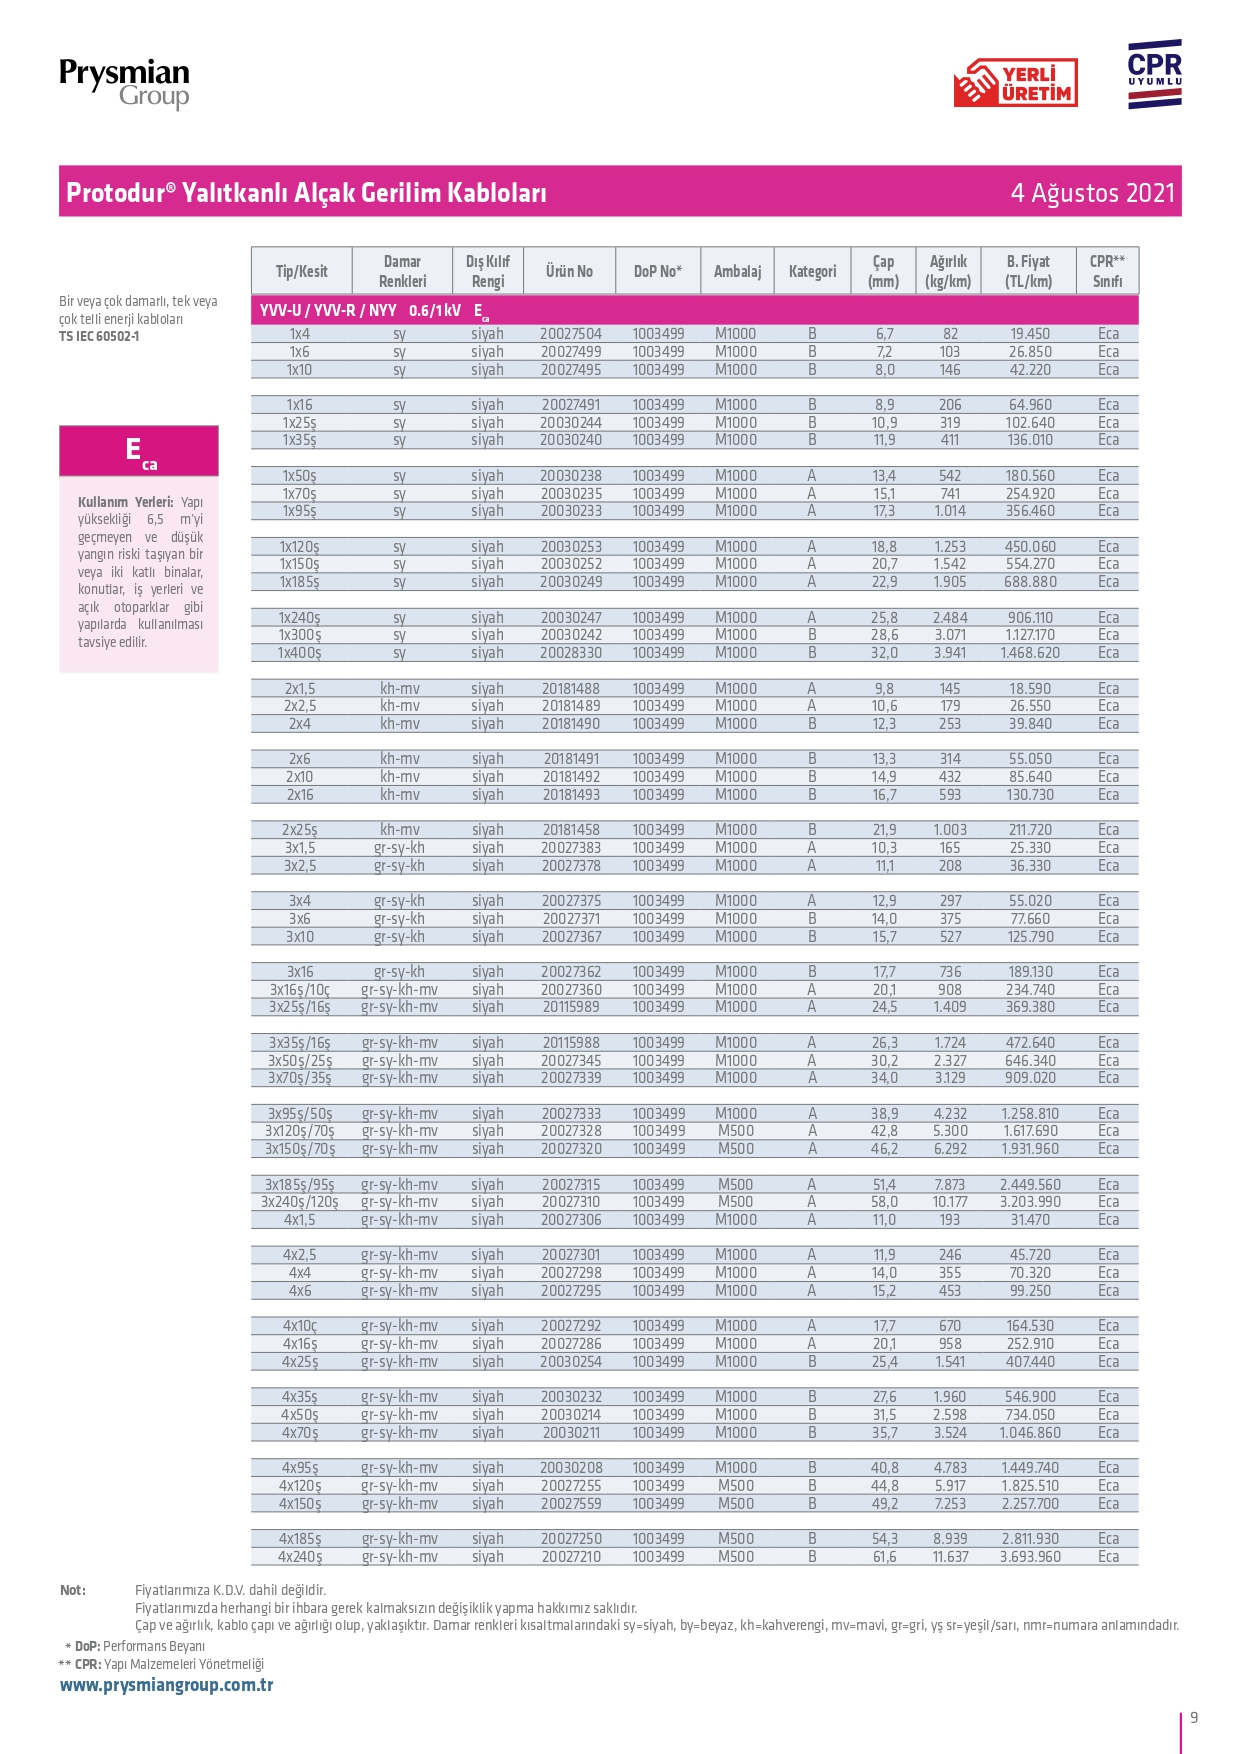 Prysmian
Group
YERLİ
ÜRETİM
CPR
UYUMLU
Protodur® Yalıtkanlı Alçak Gerilim Kabloları 4 Ağustos 2021
Bir veya çok damarlı, tek veya
çok telli enerji kabloları
TS IEC 60502-1
Eca
Kullanım Yerleri: Yapı
yüksekliği 6,5 m'yi
geçmeyen ve düşük
yangın riski taşıyan bir
veya iki katlı binalar,
konutlar, iş yerleri ve
açık otoparklar gibi
yapılarda kullanılması
tavsiye edilir.
Tip/Kesit Damar Renkleri Dış Kılıf Rengi Ürün No DoP No* Ambalaj Kategori Çap (mm) Ağırlık (kg/km) B. Fiyat (TL/km) CPR** Sınıfı
YVV-U / YVV-R / NYY 0.6/1 kV Eca
1x4 sy siyah 20027504 1003499 M1000 B 6,7 82 19.450 Eca
1x6 sy siyah 20027499 1003499 M1000 B 7,2 103 26.850 Eca
1x10 sy siyah 20027495 1003499 M1000 B 8,0 146 42.220 Eca
1x16 sy siyah 20027491 1003499 M1000 B 8,9 206 64.960 Eca
1x25ş sy siyah 20030244 1003499 M1000 B 10,9 319 102.640 Eca
1x35ş sy siyah 20030240 1003499 M1000 B 11,9 411 136.010 Eca
1x50ş sy siyah 20030238 1003499 M1000 A 13,4 542 180.560 Eca
1x70ş sy siyah 20030235 1003499 M1000 A 15,1 741 254.920 Eca
1x95ş sy siyah 20030233 1003499 M1000 A 17,3 1.014 356.460 Eca
1x120ş sy siyah 20030253 1003499 M1000 A 18,8 1.253 450.060 Eca
1x150ş sy siyah 20030252 1003499 M1000 A 20,7 1.542 554.270 Eca
1x185ş sy siyah 20030249 1003499 M1000 A 22,9 1.905 688.880 Eca
1x240ş sy siyah 20030247 1003499 M1000 A 25,8 2.484 906.110 Eca
1x300ş sy siyah 20030242 1003499 M1000 B 28,6 3.071 1.127.170 Eca
1x400ş sy siyah 20028330 1003499 M1000 B 32,0 3.941 1.468.620 Eca
2x1,5 kh-mv siyah 20181488 1003499 M1000 A 9,8 145 18.590 Eca
2x2,5 kh-mv siyah 20181489 1003499 M1000 A 10,6 179 26.550 Eca
2x4 kh-mv siyah 20181490 1003499 M1000 B 12,3 253 39.840 Eca
2x6 kh-mv siyah 20181491 1003499 M1000 B 13,3 314 55.050 Eca
2x10 kh-mv siyah 20181492 1003499 M1000 B 14,9 432 85.640 Eca
2x16 kh-mv siyah 20181493 1003499 M1000 B 16,7 593 130.730 Eca
2x25ş kh-mv siyah 20181458 1003499 M1000 B 21,9 1.003 211.720 Eca
3x1,5 gr-sy-kh siyah 20027383 1003499 M1000 A 10,3 165 25.330 Eca
3x2,5 gr-sy-kh siyah 20027378 1003499 M1000 A 11,1 208 36.330 Eca
3x4 gr-sy-kh siyah 20027375 1003499 M1000 A 12,9 297 55.020 Eca
3x6 gr-sy-kh siyah 20027371 1003499 M1000 B 14,0 375 77.660 Eca
3x10 gr-sy-kh siyah 20027367 1003499 M1000 B 15,7 527 125.790 Eca
3x16 gr-sy-kh siyah 20027362 1003499 M1000 B 17,7 736 189.130 Eca
3x16ş/10ç gr-sy-kh-mv siyah 20027360 1003499 M1000 A 20,1 908 234.740 Eca
3x25ş/16ş gr-sy-kh-mv siyah 20115989 1003499 M1000 A 24,5 1.409 369.380 Eca
3x35ş/16ş gr-sy-kh-mv siyah 20115988 1003499 M1000 A 26,3 1.724 472.640 Eca
3x50ş/25ş gr-sy-kh-mv siyah 20027345 1003499 M1000 A 30,2 2.327 646.340 Eca
3x70ş/35ş gr-sy-kh-mv siyah 20027339 1003499 M1000 A 34,0 3.129 909.020 Eca
3x95ş/50ş gr-sy-kh-mv siyah 20027333 1003499 M1000 A 38,9 4.232 1.258.810 Eca
3x120ş/70ş gr-sy-kh-mv siyah 20027328 1003499 M500 A 42,8 5.300 1.617.690 Eca
3x150ş/70ş gr-sy-kh-mv siyah 20027320 1003499 M500 A 46,2 6.292 1.931.960 Eca
3x185ş/95ş gr-sy-kh-mv siyah 20027315 1003499 M500 A 51,4 7.873 2.449.560 Eca
3x240ş/120ş gr-sy-kh-mv siyah 20027310 1003499 M500 A 58,0 10.177 3.203.990 Eca
4x1,5 gr-sy-kh-mv siyah 20027306 1003499 M1000 A 11,0 193 31.470 Eca
4x2,5 gr-sy-kh-mv siyah 20027301 1003499 M1000 A 11,9 246 45.720 Eca
4x4 gr-sy-kh-mv siyah 20027298 1003499 M1000 A 14,0 355 70.320 Eca
4x6 gr-sy-kh-mv siyah 20027295 1003499 M1000 A 15,2 453 99.250 Eca
4x10ç gr-sy-kh-mv siyah 20027292 1003499 M1000 A 17,7 670 164.530 Eca
4x16ş gr-sy-kh-mv siyah 20027286 1003499 M1000 A 20,1 958 252.910 Eca
4x25ş gr-sy-kh-mv siyah 20030254 1003499 M1000 B 25,4 1.541 407.440 Eca
4x35ş gr-sy-kh-mv siyah 20030232 1003499 M1000 B 27,6 1.960 546.900 Eca
4x50ş gr-sy-kh-mv siyah 20030214 1003499 M1000 B 31,5 2.598 734.050 Eca
4x70ş gr-sy-kh-mv siyah 20030211 1003499 M1000 B 35,7 3.524 1.046.860 Eca
4x95ş gr-sy-kh-mv siyah 20030208 1003499 M1000 B 40,8 4.783 1.449.740 Eca
4x120ş gr-sy-kh-mv siyah 20027255 1003499 M500 B 44,8 5.917 1.825.510 Eca
4x150ş gr-sy-kh-mv siyah 20027559 1003499 M500 B 49,2 7.253 2.257.700 Eca
4x185ş gr-sy-kh-mv siyah 20027250 1003499 M500 B 54,3 8.939 2.811.930 Eca
4x240ş gr-sy-kh-mv siyah 20027210 1003499 M500 B 61,6 11.637 3.693.960 Eca
Not: Fiyatlarımıza K.D.V. dahil değildir.
Fiyatlarımızda herhangi bir ihbara gerek kalmaksızın değişiklik yapma hakkımız saklıdır.
Çap ve ağırlık, kablo çapı ve ağırlığı olup, yaklaşıktır. Damar renkleri kısaltmalarındaki sy=siyah, by=beyaz, kh=kahverengi, mv=mavi, gr=gri, yş sr=yeşil/sarı, nmr=numara anlamındadır.
* DoP: Performans Beyanı
** CPR: Yapı Malzemeleri Yönetmeliği
www.prysmiangroup.com.tr
9